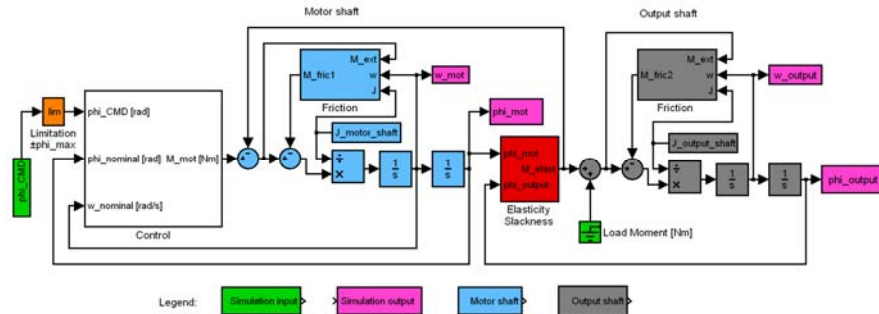 Motor shaft
Output shaft
M_ext
M_fric1
w
J
w_mot
Friction
M_ext
M_fric2
w
J
w_output
Friction
lim
Limitation
±phi_max
phi_CMD
phi_CMD [rad]
phi_nominal [rad]
M_mot [Nm]
w_nominal [rad/s]
Control
J_motor_shaft
÷
×
1
s
1
s
phi_mot
phi_mot
M_elast
phi_output
Elasticity
Slackness
Load Moment [Nm]
J_output_shaft
÷
×
1
s
1
s
phi_output
Legend:
Simulation input
Simulation output
Motor shaft
Output shaft